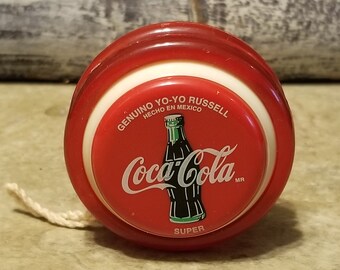 GENUINO YO-YO RUSSELL
HECHO EN MEXICO
Coca-Cola
MR
SUPER